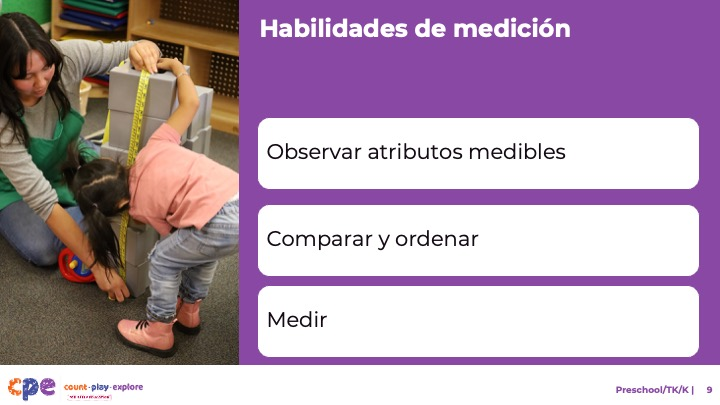 Habilidades de medición
Observar atributos medibles
Comparar y ordenar
Medir
cpe count·play·explore
Preschool/TK/K | 9